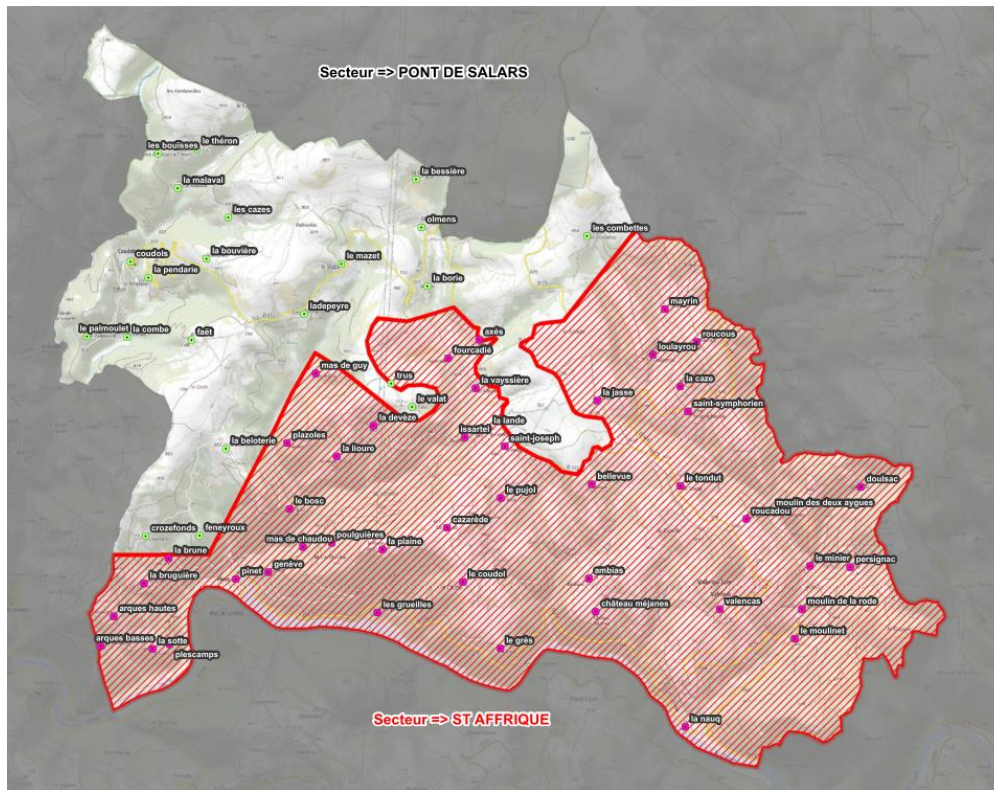 Secteur => PONT DE SALARS
le théron
les bouïsses
la bessière
la malaval
les cazes
olmens
les combettes
la bouvière
coudols
le mazet
la pendarie
la borie
mayrin
ladepeyre
le palmoulet
la combe
faët
axès
roucous
fourcadié
loulayrou
mas de guy
trus
la vayssière
la caze
le valat
la jasse
saint-symphorien
la devèze
la lande
plazoles
issartel
saint-joseph
la beloterie
la lioure
bellevue
le fondut
doulsac
le pujol
moulin des deux aygues
le bosc
roucadou
cazarède
crozefonds
feneyrous
poulguières
mas de chaudou
la plaine
la brune
le minier
persignac
genève
la bruguière
pinet
le coudol
ambias
arques hautes
les gruelles
château méjanes
valencas
moulin de la rode
arques basses
la sotte
le moulinet
plescamps
le grès
Secteur => ST AFFRIQUE
la nauq